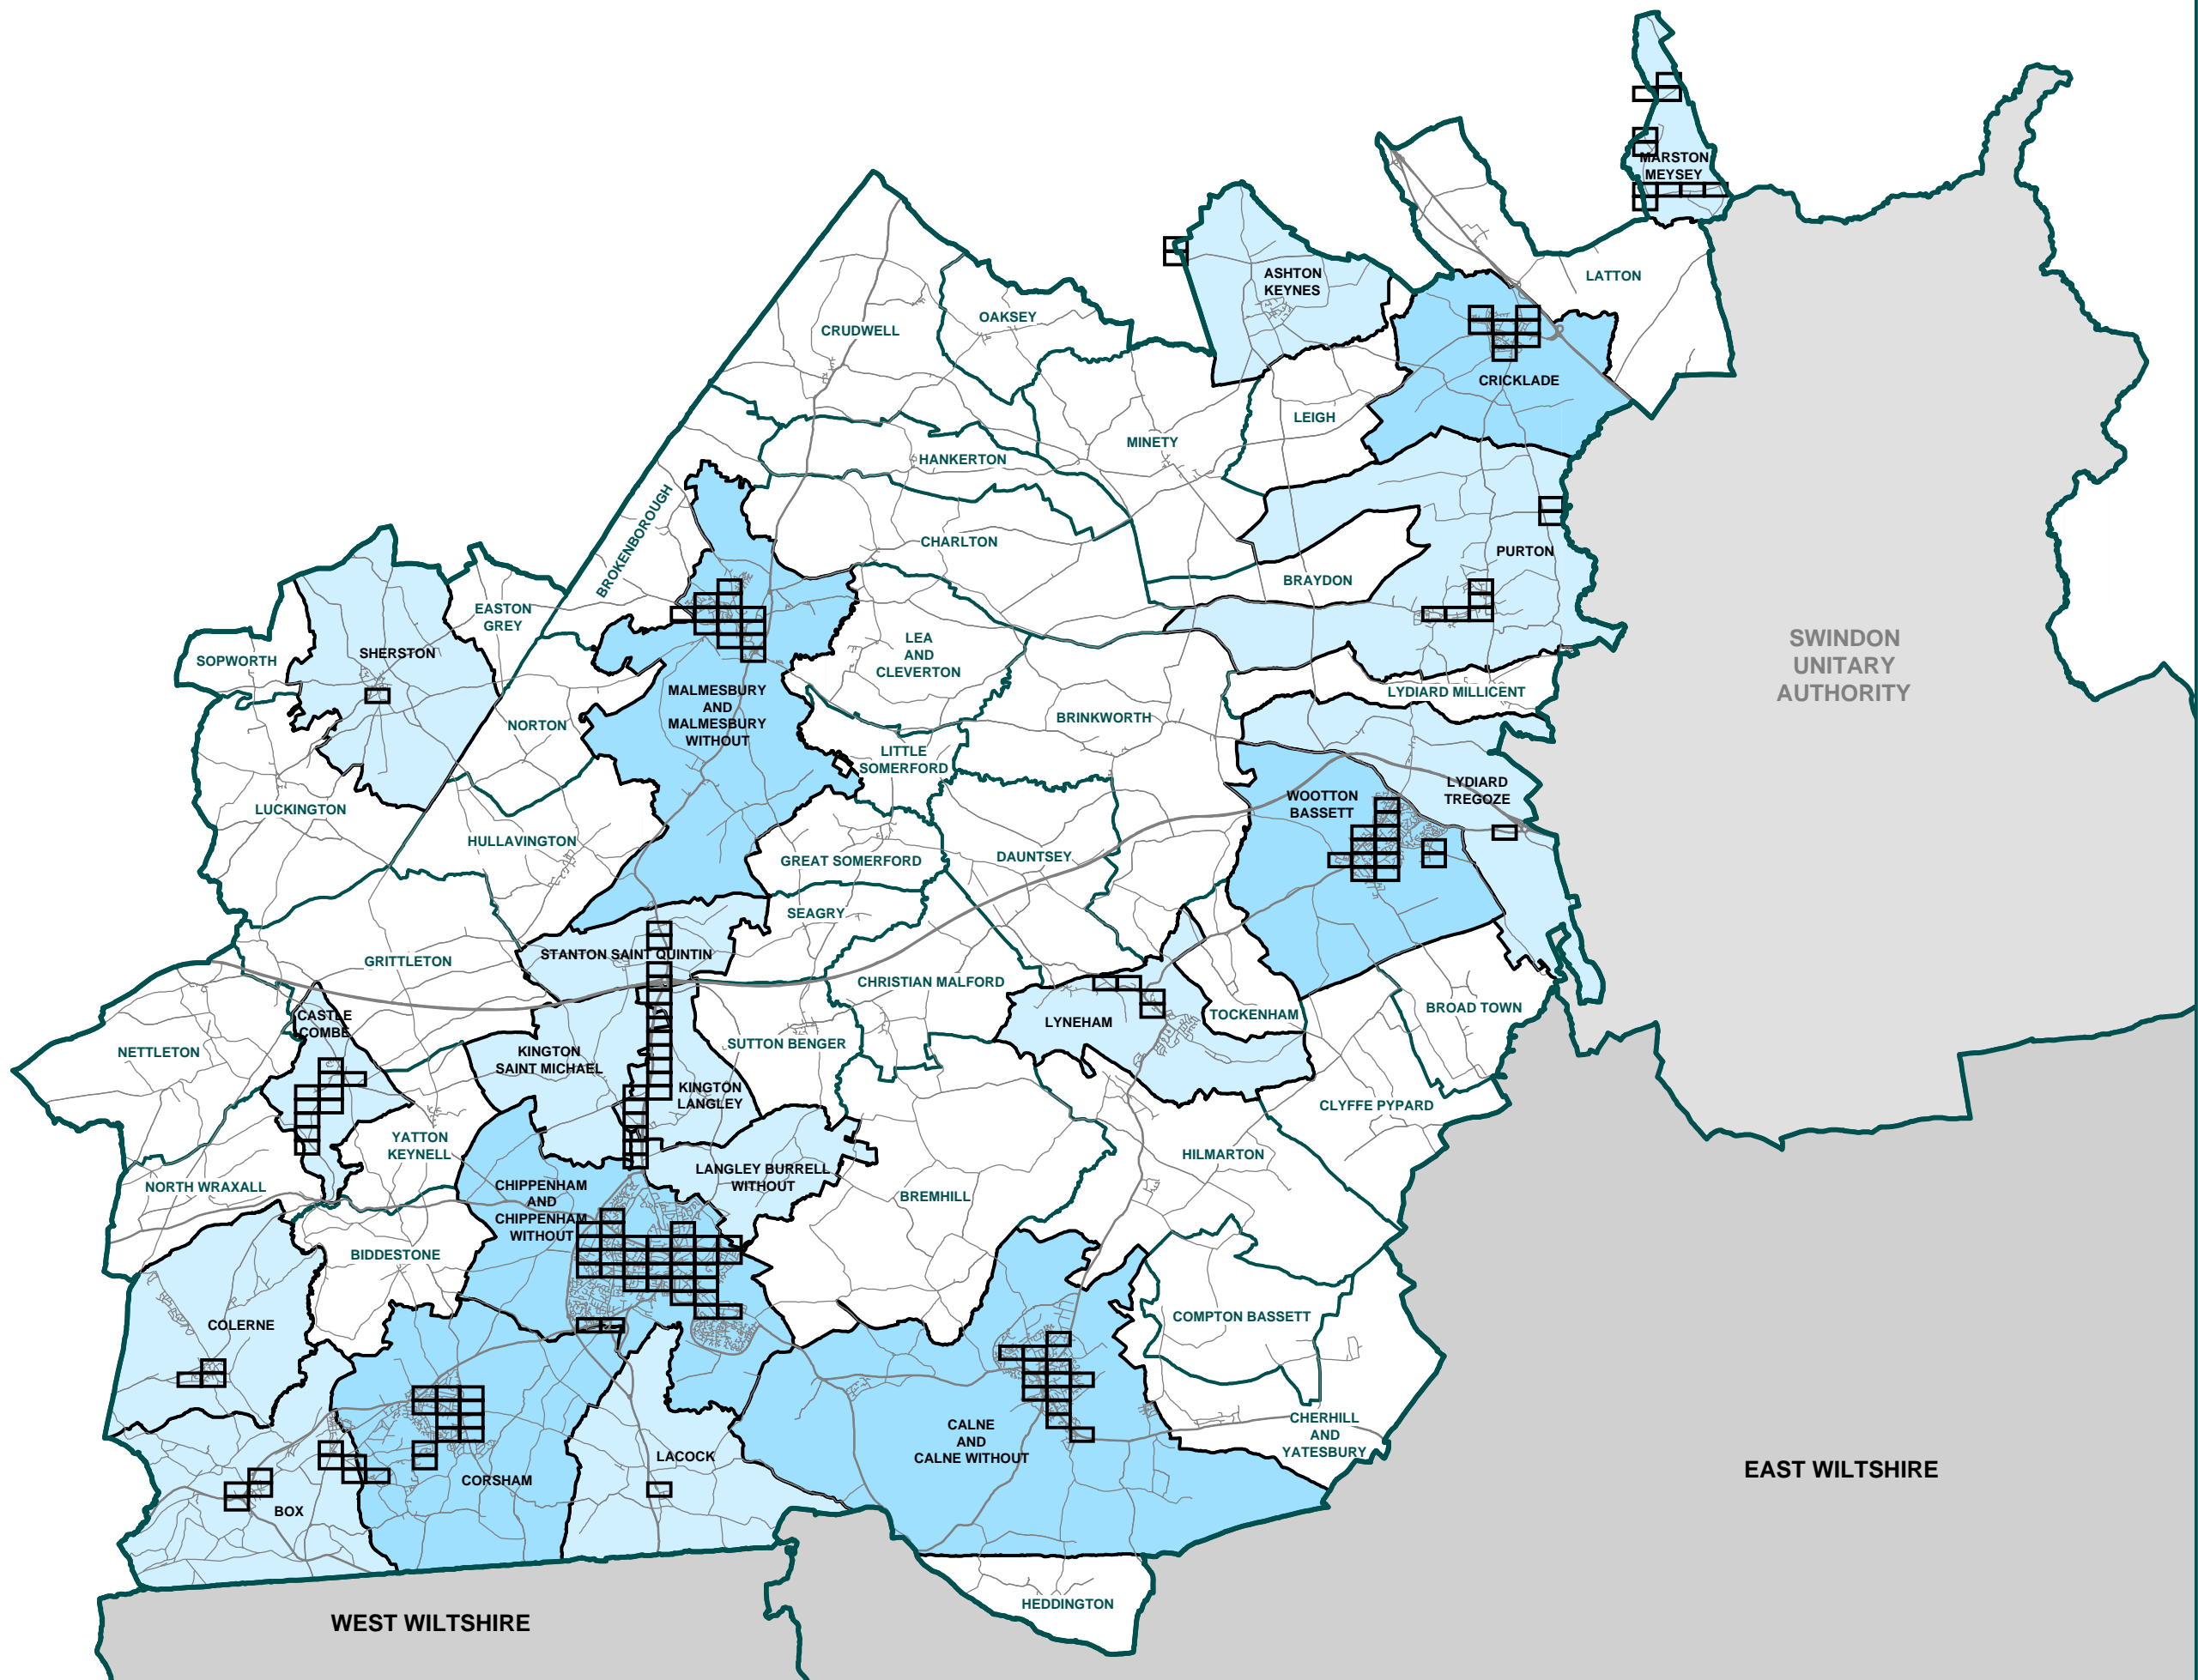 MARSTON
MEYSEY
LATTON
ASHTON
KEYNES
OAKSEY
CRUDWELL
CRICKLADE
LEIGH
MINETY
HANKERTON
BROKENBOROUGH
CHARLTON
PURTON
BRAYDON
EASTON
GREY
SHERSTON
SOPWORTH
LEA
AND
CLEVERTON
SWINDON
UNITARY
AUTHORITY
LYDIARD MILLICENT
MALMESBURY
AND
MALMESBURY
WITHOUT
NORTON
BRINKWORTH
LITTLE
SOMERFORD
LYDIARD
TREGOZE
WOOTTON
BASSETT
LUCKINGTON
HULLAVINGTON
GREAT SOMERFORD
DAUNTSEY
SEAGRY
STANTON SAINT QUINTIN
GRITTLETON
CHRISTIAN MALFORD
BROAD TOWN
TOCKENHAM
LYNEHAM
CASTLE
COMBE
NETTLETON
SUTTON BENGER
KINGTON
SAINT MICHAEL
KINGTON
LANGLEY
CLYFFE PYPARD
YATTON
KEYNELL
HILMARTON
LANGLEY BURRELL
WITHOUT
NORTH WRAXALL
CHIPPENHAM
AND
CHIPPENHAM
WITHOUT
BREMHILL
BIDDESTONE
COLERNE
COMPTON BASSETT
CHERHILL
AND
YATESBURY
CALNE
AND
CALNE WITHOUT
LACOCK
CORSHAM
BOX
EAST WILTSHIRE
HEDDINGTON
WEST WILTSHIRE